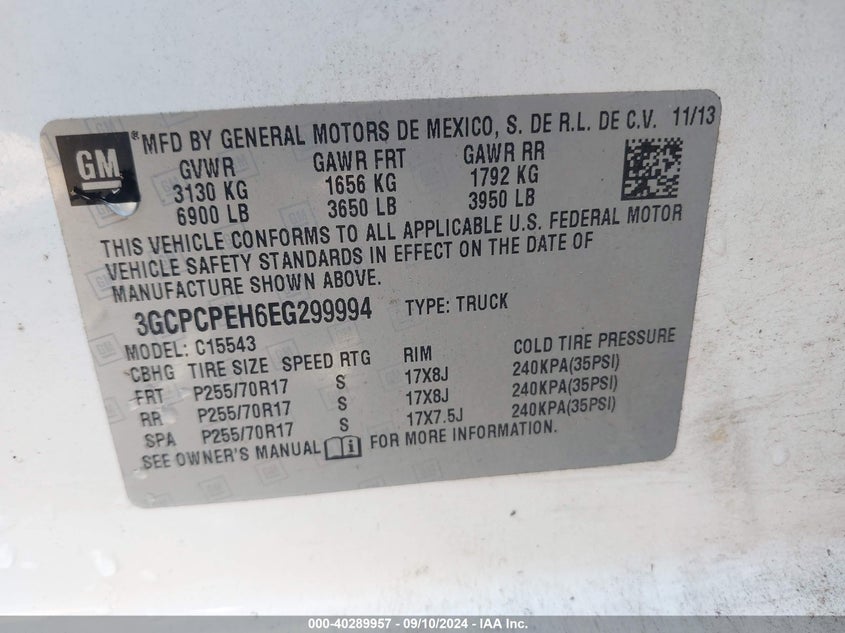 GM
® MFD BY GENERAL MOTORS DE MEXICO, S. DE R.L. DE C.V. 11/13
GVWR GAWR FRT GAWR RR
3130 KG 1656 KG 1792 KG
6900 LB 3650 LB 3950 LB
THIS VEHICLE CONFORMS TO ALL APPLICABLE U.S. FEDERAL MOTOR
VEHICLE SAFETY STANDARDS IN EFFECT ON THE DATE OF
MANUFACTURE SHOWN ABOVE.
3GCPCPEH6EG299994 TYPE: TRUCK
MODEL: C15543
CBHG TIRE SIZE SPEED RTG RIM COLD TIRE PRESSURE
FRT P255/70R17 S 17X8J 240KPA(35PSI)
RR P255/70R17 S 17X8J 240KPA(35PSI)
SPA P255/70R17 S 17X7.5J 240KPA(35PSI)
SEE OWNER'S MANUAL FOR MORE INFORMATION.
000-40289957 - 09/10/2024 - IAAI.com